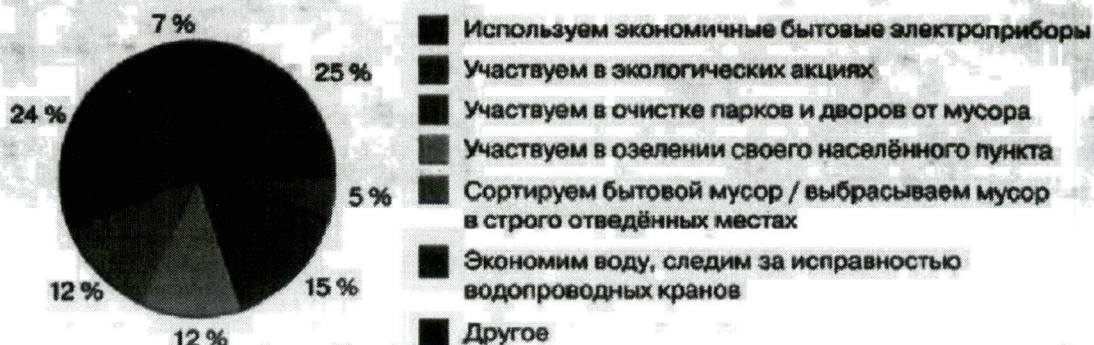 7 %
25 %
24 %
5 %
12 %
15 %
12 %
Используем экономичные бытовые электроприборы
Участвуем в экологических акциях
Участвуем в очистке парков и дворов от мусора
Участвуем в озелении своего населённого пункта
Сортируем бытовой мусор / выбрасываем мусор
в строго отведённых местах
Экономим воду, следим за исправностью
водопроводных кранов
Другое